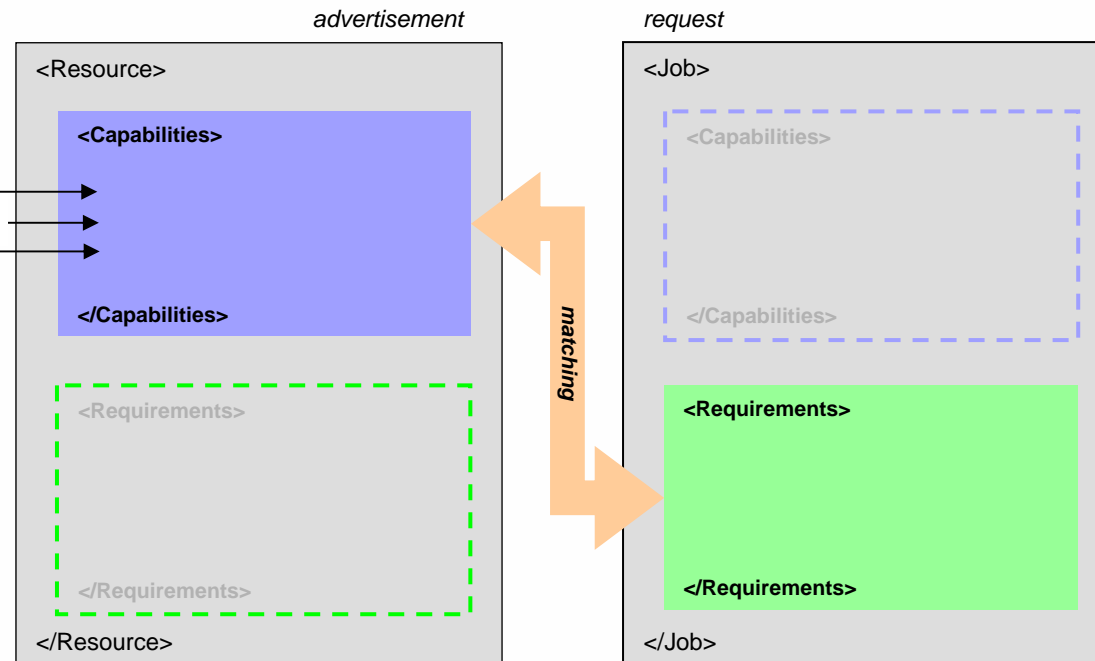 advertisement
<Resource>
<Capabilities>
</Capabilities>
<Requirements>
</Requirements>
</Resource>
matching
request
<Job>
<Capabilities>
</Capabilities>
<Requirements>
</Requirements>
</Job>